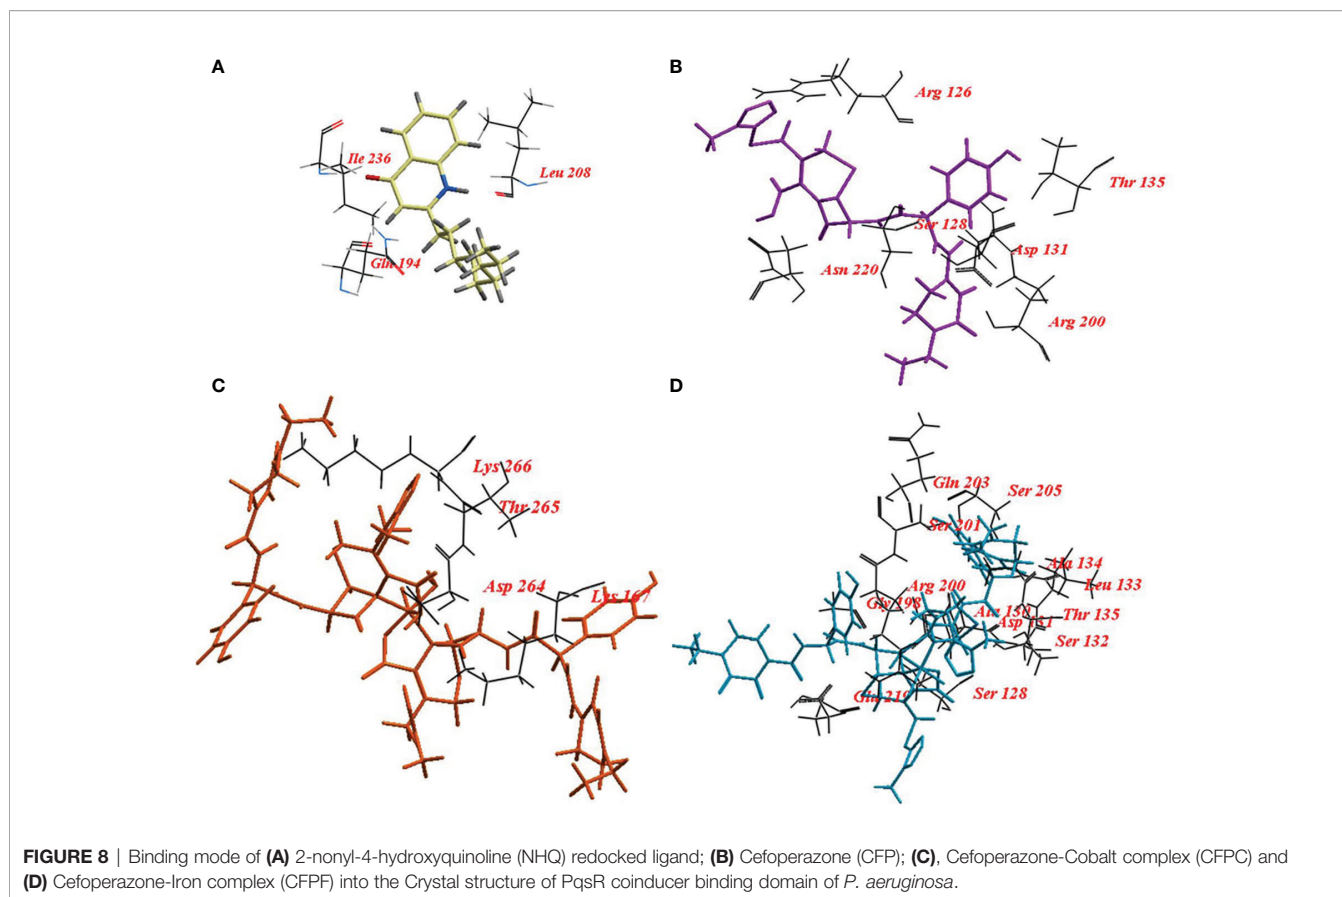 A
Ile 236
Leu 208
Gln 194
B
Arg 126
Thr 135
Ser 128
Asp 131
Asn 220
Arg 200
C
Lys 266
Thr 265
Asp 264
Lys 167
D
Gln 203
Ser 205
Ser 201
Ala 134
Leu 133
Arg 200
Gly 198
Thr 135
Asp 131
Ser 132
Ser 128
FIGURE 8 | Binding mode of (A) 2-nonyl-4-hydroxyquinoline (NHQ) redocked ligand; (B) Cefoperazone (CFP); (C), Cefoperazone-Cobalt complex (CFPC) and
(D) Cefoperazone-Iron complex (CFPF) into the Crystal structure of PqsR coinducer binding domain of P. aeruginosa.